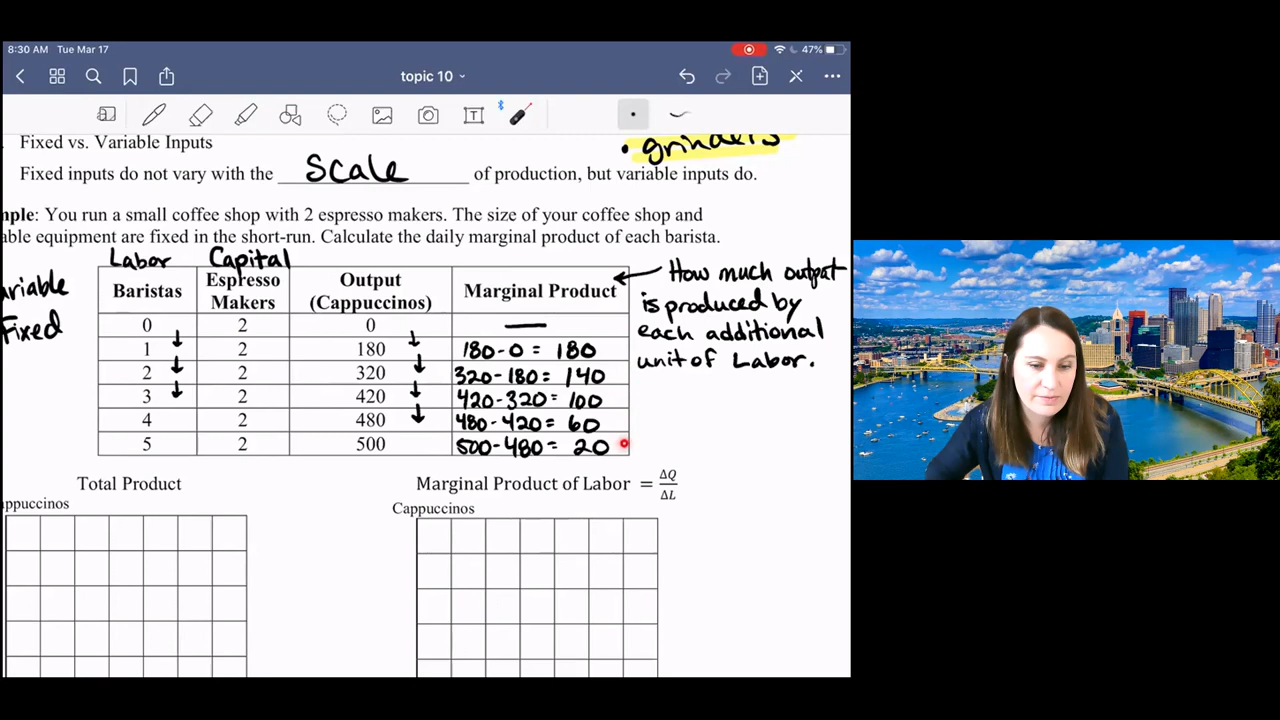 8:30 AM Tue Mar 17
47%
topic 10
Fixed vs. Variable Inputs
• grinders
Fixed inputs do not vary with the scale of production, but variable inputs do.
mple: You run a small coffee shop with 2 espresso makers. The size of your coffee shop and
able equipment are fixed in the short-run. Calculate the daily marginal product of each barista.
Labor Capital
Baristas Espresso Makers Output (Cappuccinos) Marginal Product
0 2 0 —
1 2 180 180-0 = 180
2 2 320 320-180 = 140
3 2 420 420-320 = 100
4 2 480 480-420 = 60
5 2 500 500-480 = 20
ariable
Fixed
How much output
is produced by
each additional
unit of Labor.
Total Product
ppuccinos
Marginal Product of Labor = ΔQ/ΔL
Cappuccinos